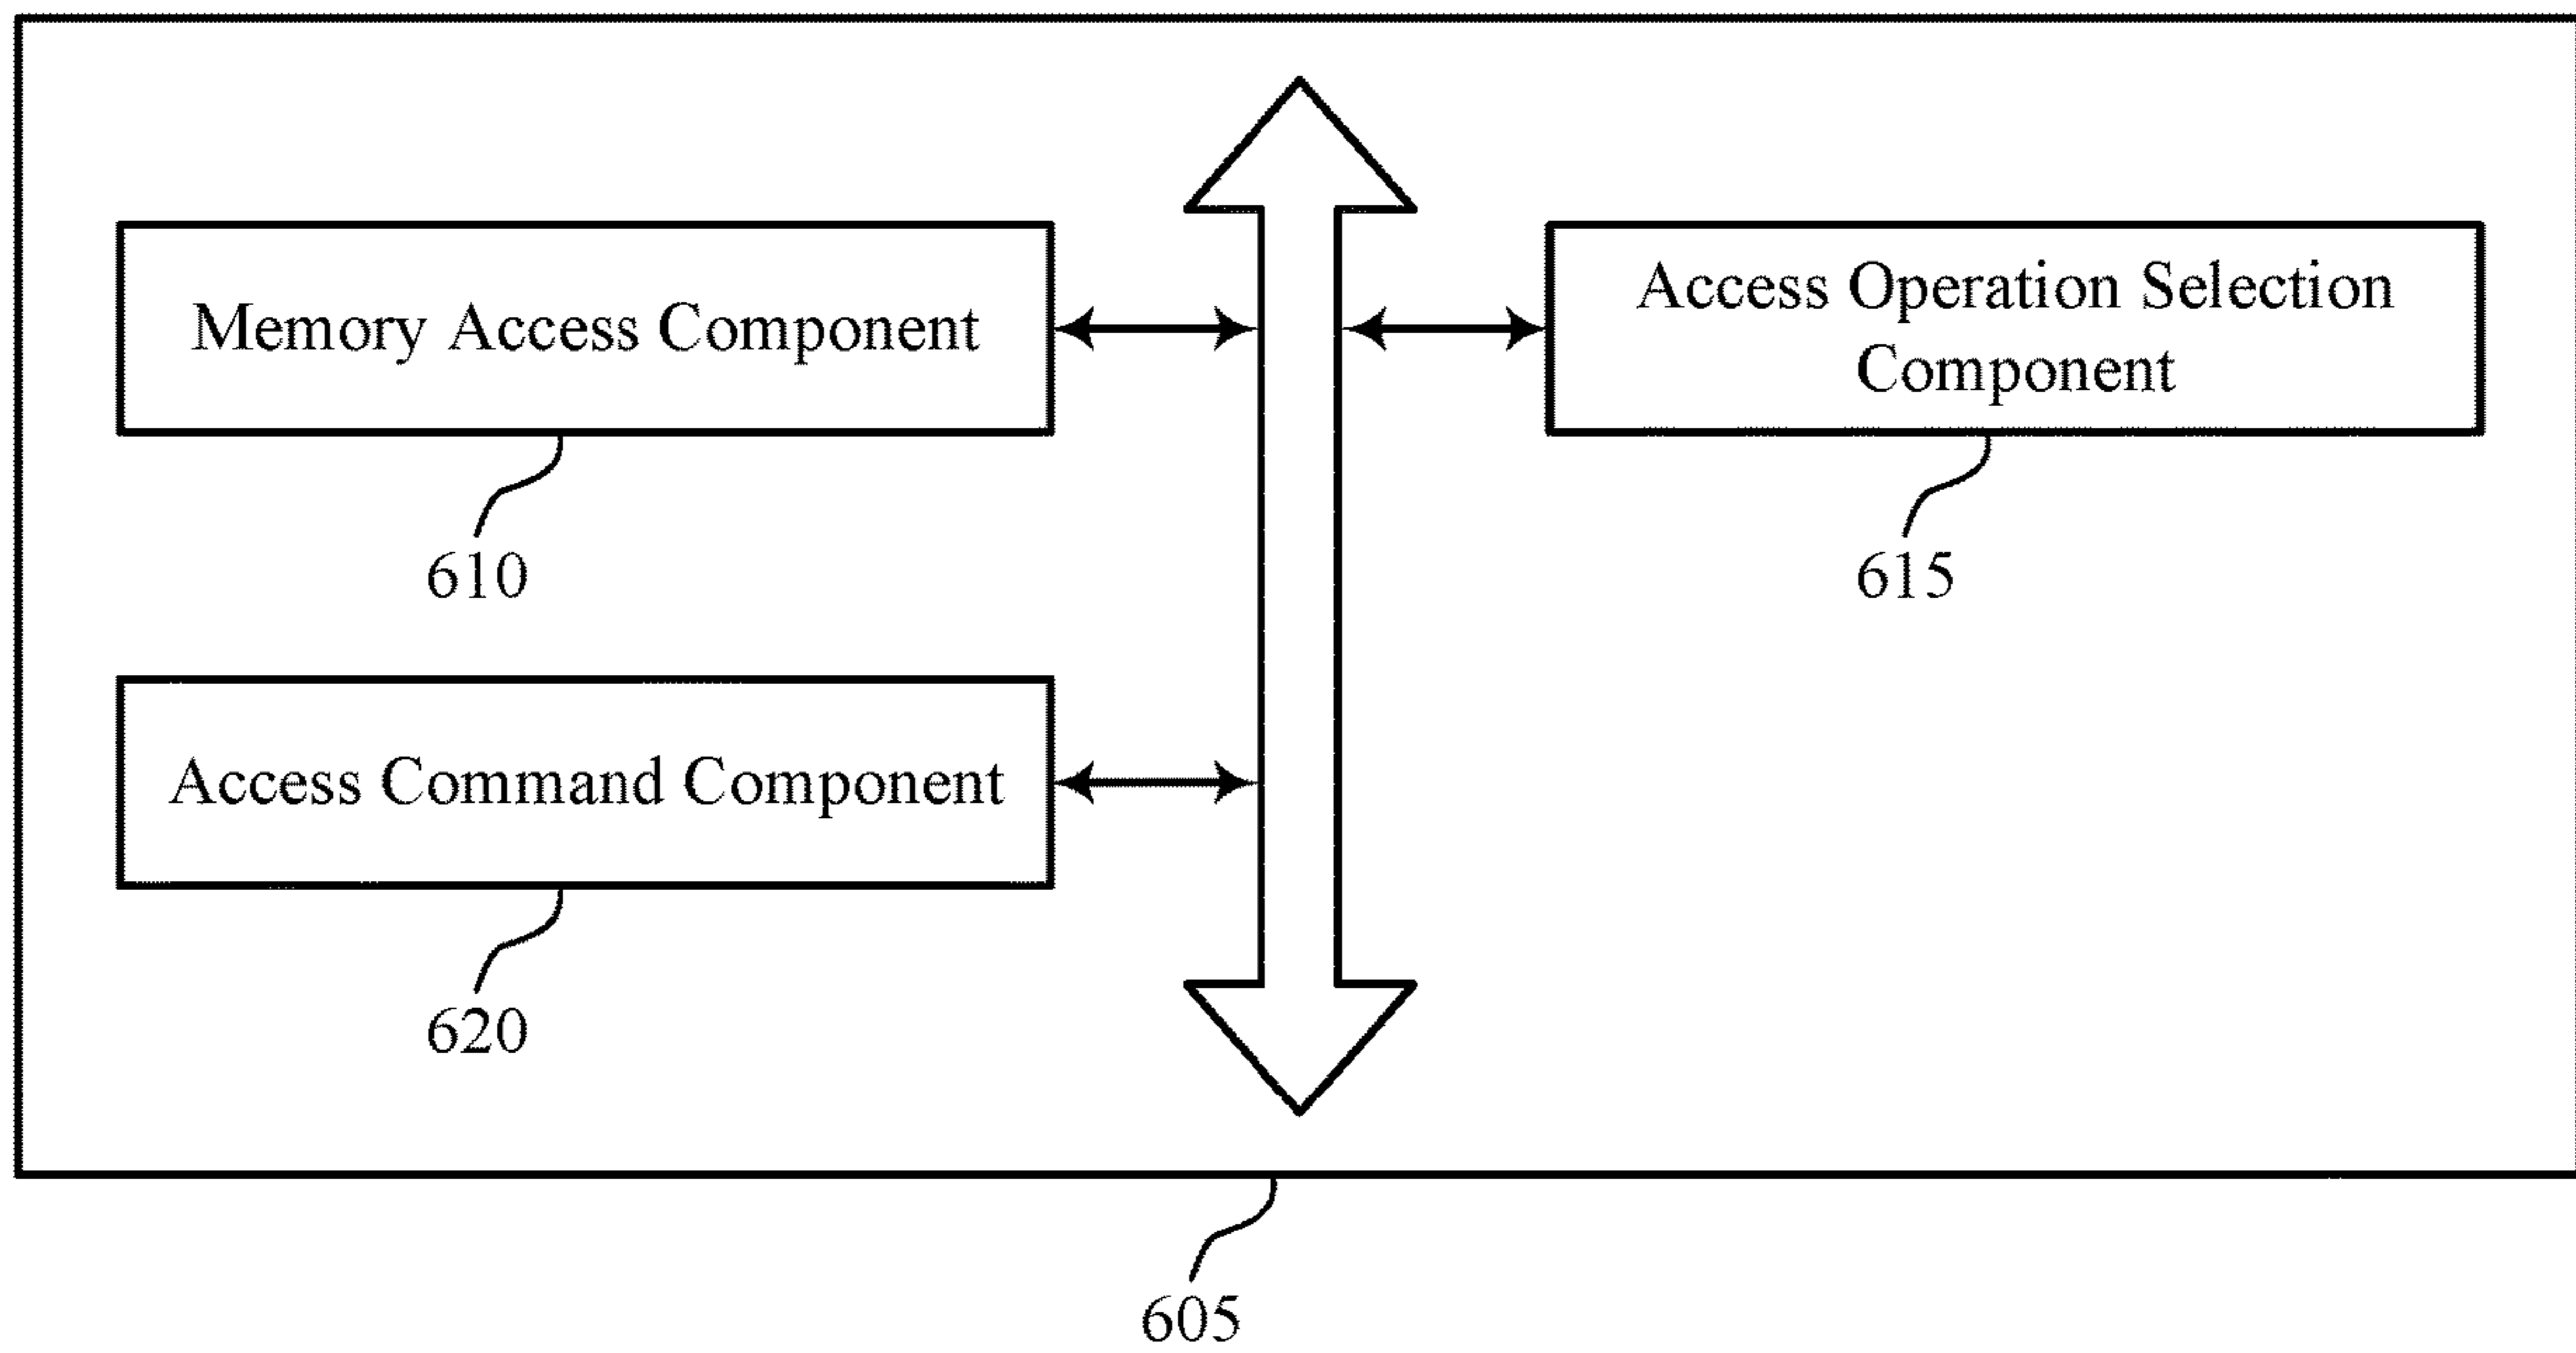 Memory Access Component
610
Access Operation Selection
Component
615
Access Command Component
620
605